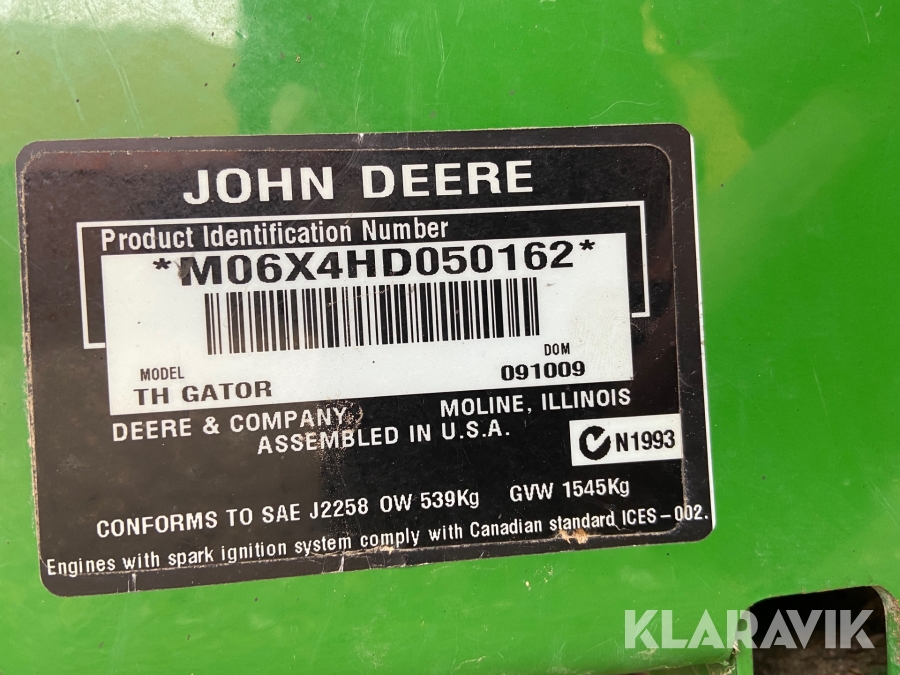 JOHN DEERE
Product Identification Number
*M06X4HD050162*
MODEL
TH GATOR
DOM
091009
DEERE & COMPANY, MOLINE, ILLINOIS
ASSEMBLED IN U.S.A.
N1993
CONFORMS TO SAE J2258 OW 539Kg GVW 1545Kg
Engines with spark ignition system comply with Canadian standard ICES-002.
KLARAVIK